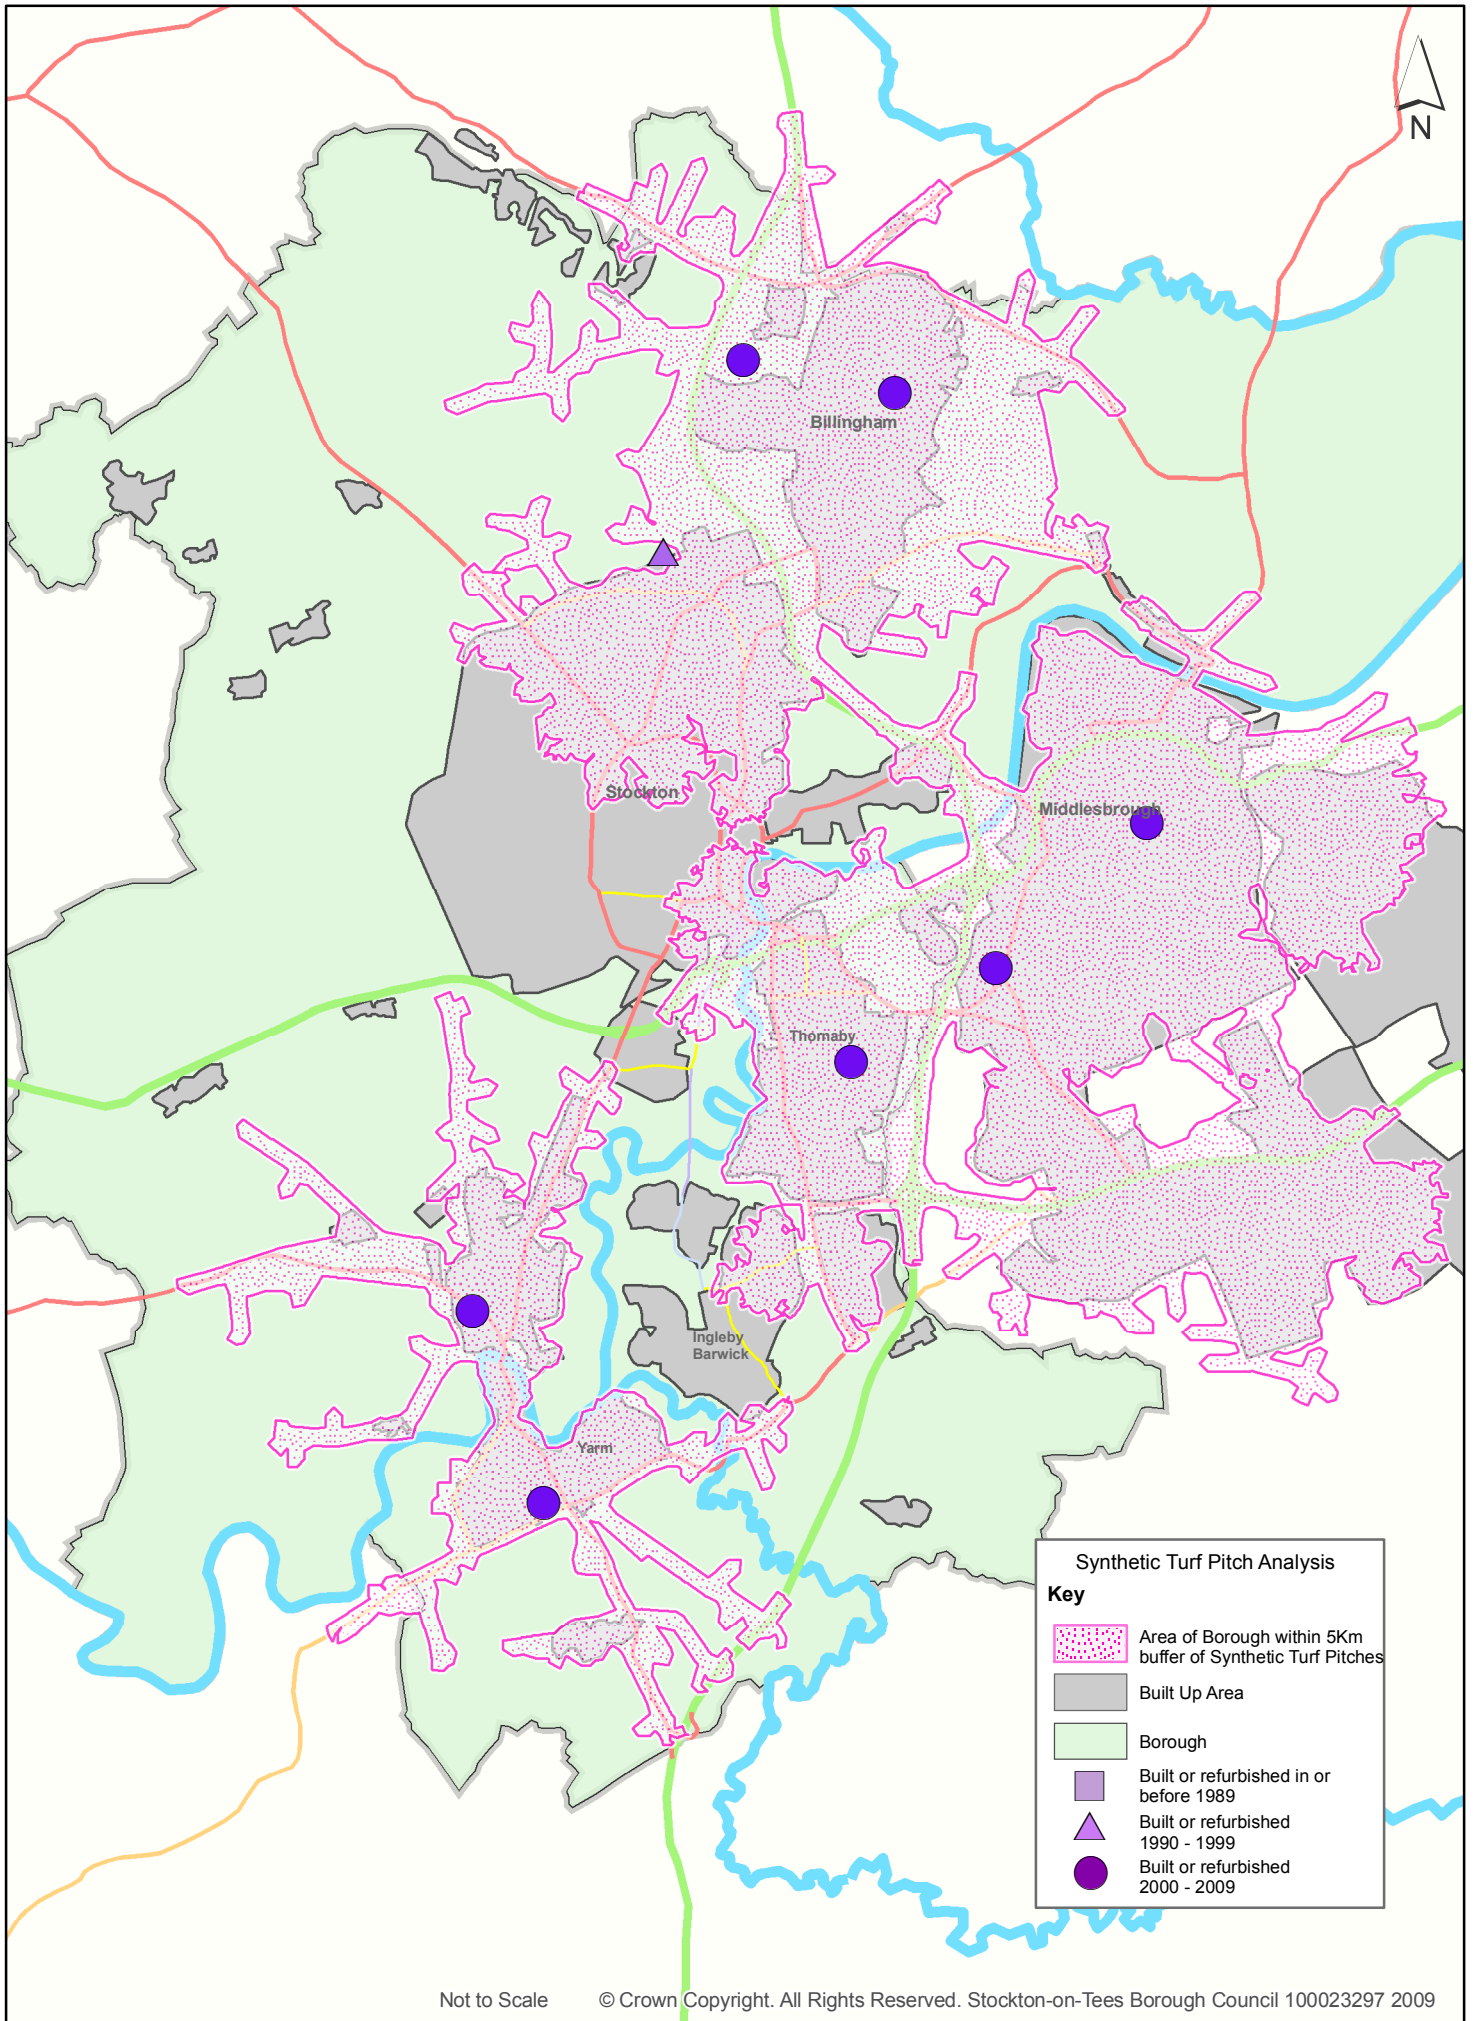 N
Billingham
Stockton
Middlesbrough
Thornaby
Ingleby
Barwick
Yarm
Synthetic Turf Pitch Analysis
Key
Area of Borough within 5Km
buffer of Synthetic Turf Pitches
Built Up Area
Borough
Built or refurbished in or
before 1989
Built or refurbished
1990 - 1999
Built or refurbished
2000 - 2009
Not to Scale © Crown Copyright. All Rights Reserved. Stockton-on-Tees Borough Council 100023297 2009